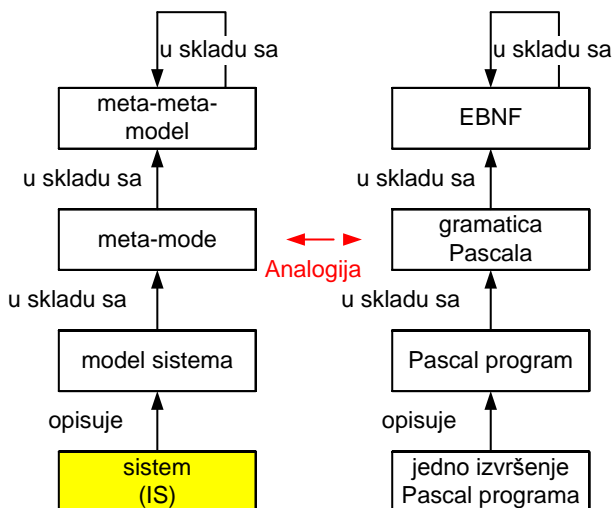 u skladu sa
u skladu sa
meta-meta-
model
EBNF
u skladu sa
u skladu sa
meta-mode
Analogija
gramatica
Pascala
u skladu sa
u skladu sa
model sistema
Pascal program
opisuje
opisuje
sistem
(IS)
jedno izvršenje
Pascal programa